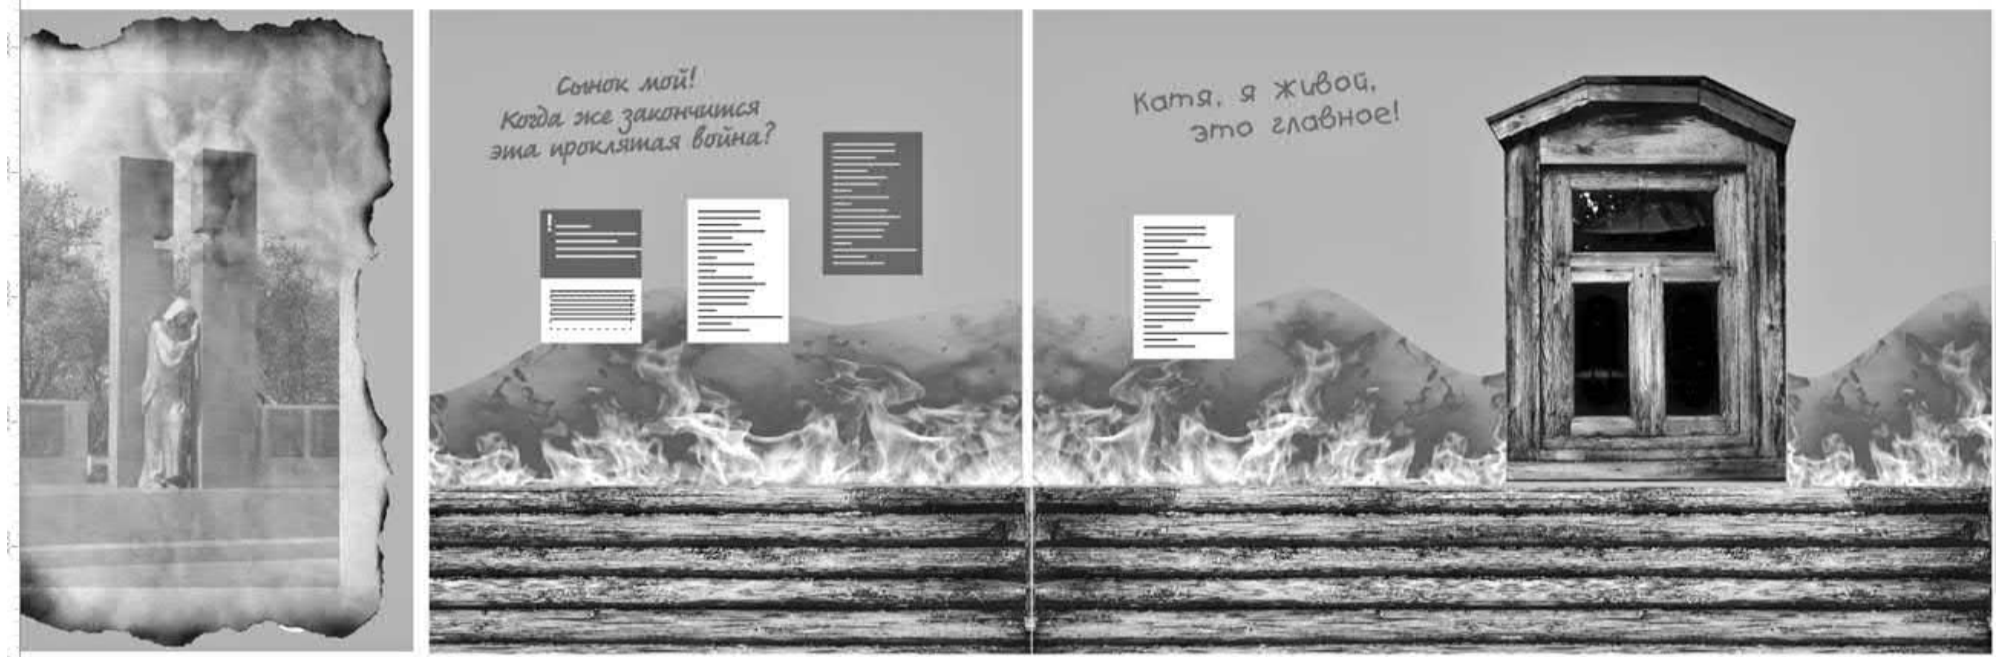 Сынок мой!
Когда же закончится
эта проклятая война?
!
Катя, я живой,
это главное!